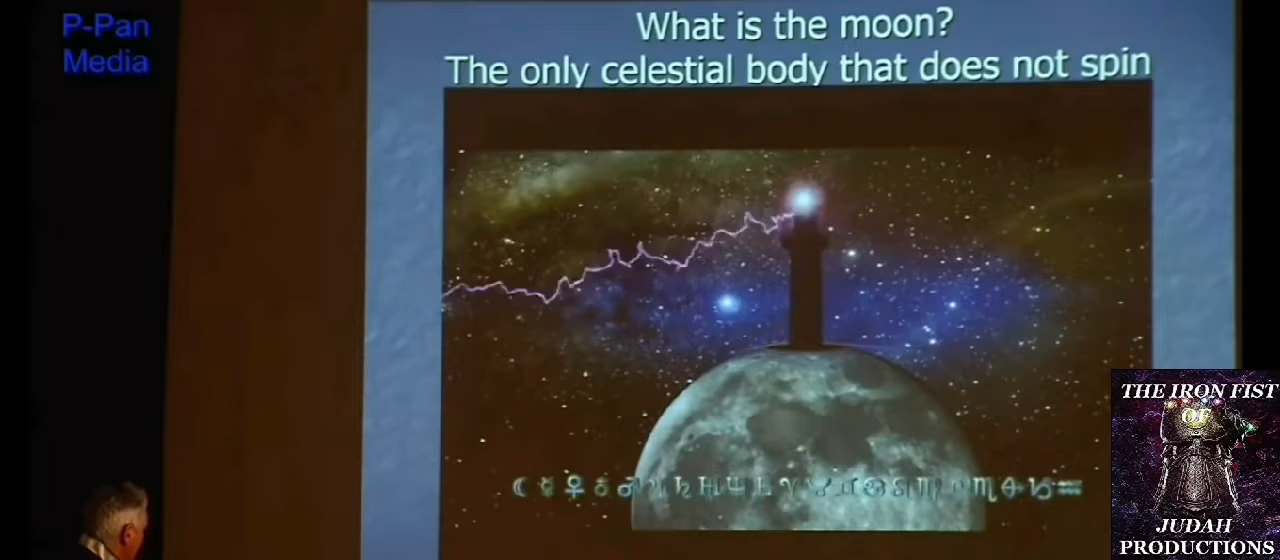 P-Pan
Media
What is the moon?
The only celestial body that does not spin
THE IRON FIST
OF
JUDAH
PRODUCTIONS